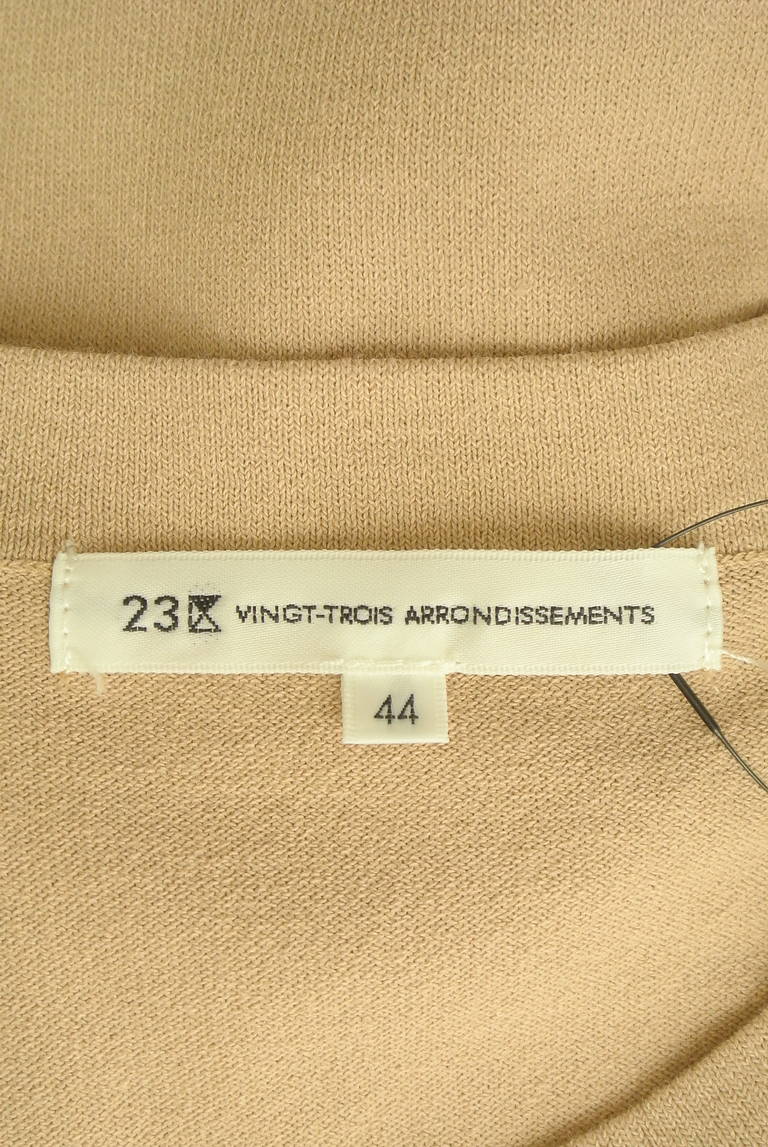 23区 VINGT-TROIS ARRONDISSEMENTS
44